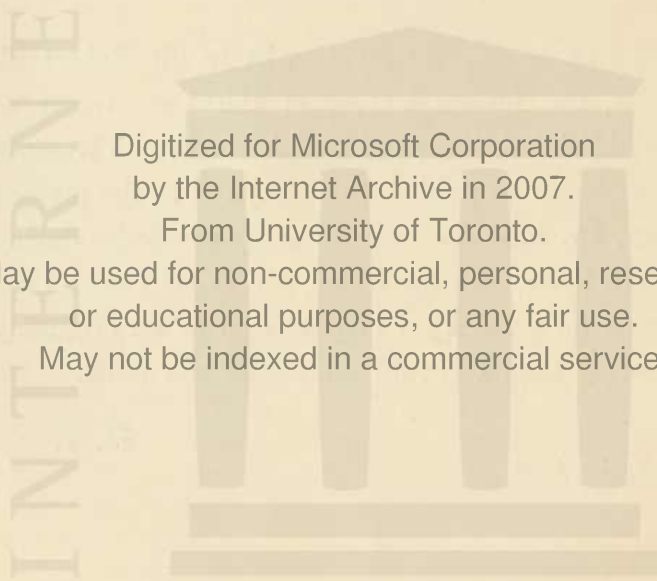 Digitized for Microsoft Corporation
by the Internet Archive in 2007.
From University of Toronto.
ay be used for non-commercial, personal, rese
or educational purposes, or any fair use.
May not be indexed in a commercial service
INTERNE